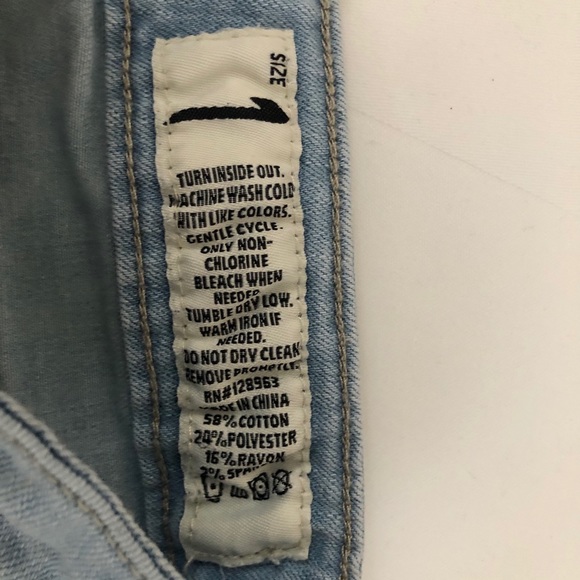 SIZE
1
TURN INSIDE OUT.
MACHINE WASH COLD
WITH LIKE COLORS.
GENTLE CYCLE.
ONLY NON-
CHLORINE
BLEACH WHEN
NEEDED
TUMBLE DRY LOW.
WARM IRON IF
NEEDED.
DO NOT DRY CLEAN
REMOVE PROMPTLY.
RN#128963
MADE IN CHINA
58% COTTON
24% POLYESTER
16% RAYON
2%